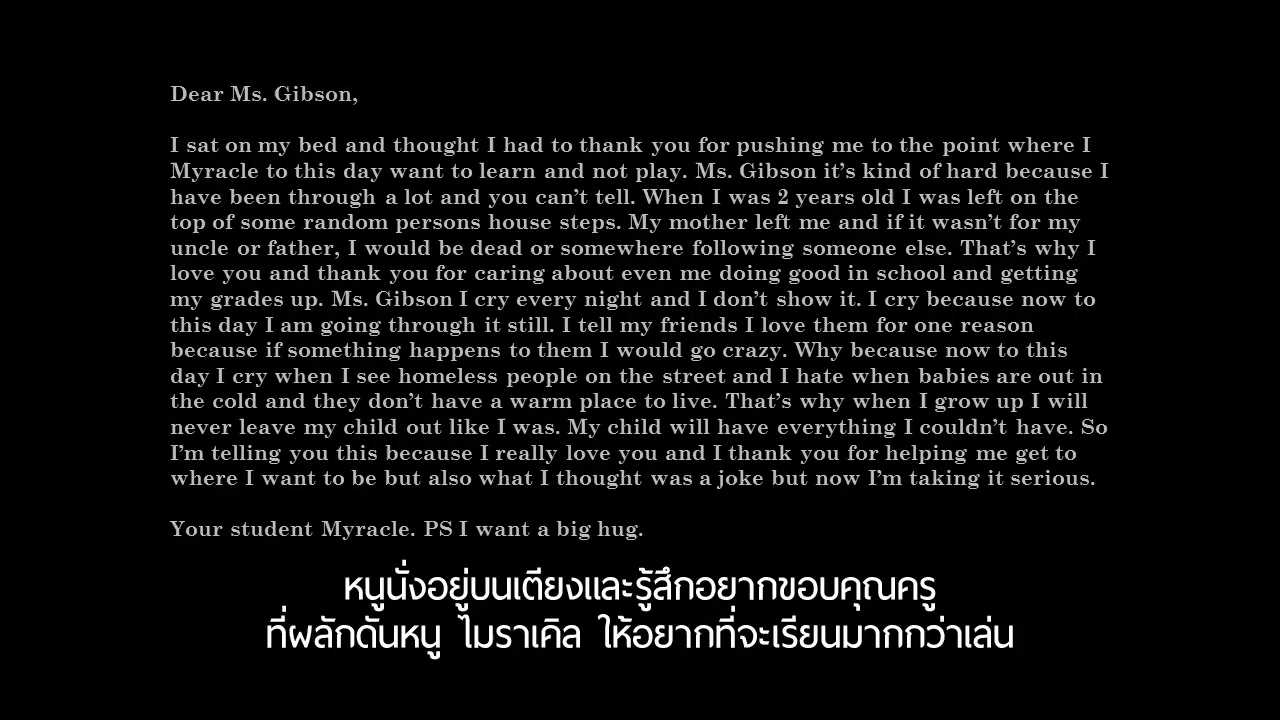 Dear Ms. Gibson,
I sat on my bed and thought I had to thank you for pushing me to the point where I
Myracle to this day want to learn and not play. Ms. Gibson it’s kind of hard because I
have been through a lot and you can’t tell. When I was 2 years old I was left on the
top of some random persons house steps. My mother left me and if it wasn’t for my
uncle or father, I would be dead or somewhere following someone else. That’s why I
love you and thank you for caring about even me doing good in school and getting
my grades up. Ms. Gibson I cry every night and I don’t show it. I cry because now to
this day I am going through it still. I tell my friends I love them for one reason
because if something happens to them I would go crazy. Why because now to this
day I cry when I see homeless people on the street and I hate when babies are out in
the cold and they don’t have a warm place to live. That’s why when I grow up I will
never leave my child out like I was. My child will have everything I couldn’t have. So
I’m telling you this because I really love you and I thank you for helping me get to
where I want to be but also what I thought was a joke but now I’m taking it serious.
Your student Myracle. PS I want a big hug.
หนูนั่งอยู่บนเตียงและรู้สึกอยากขอบคุณครู
ที่ผลักดันหนู ไมราเคิล ให้อยากที่จะเรียนมากกว่าเล่น